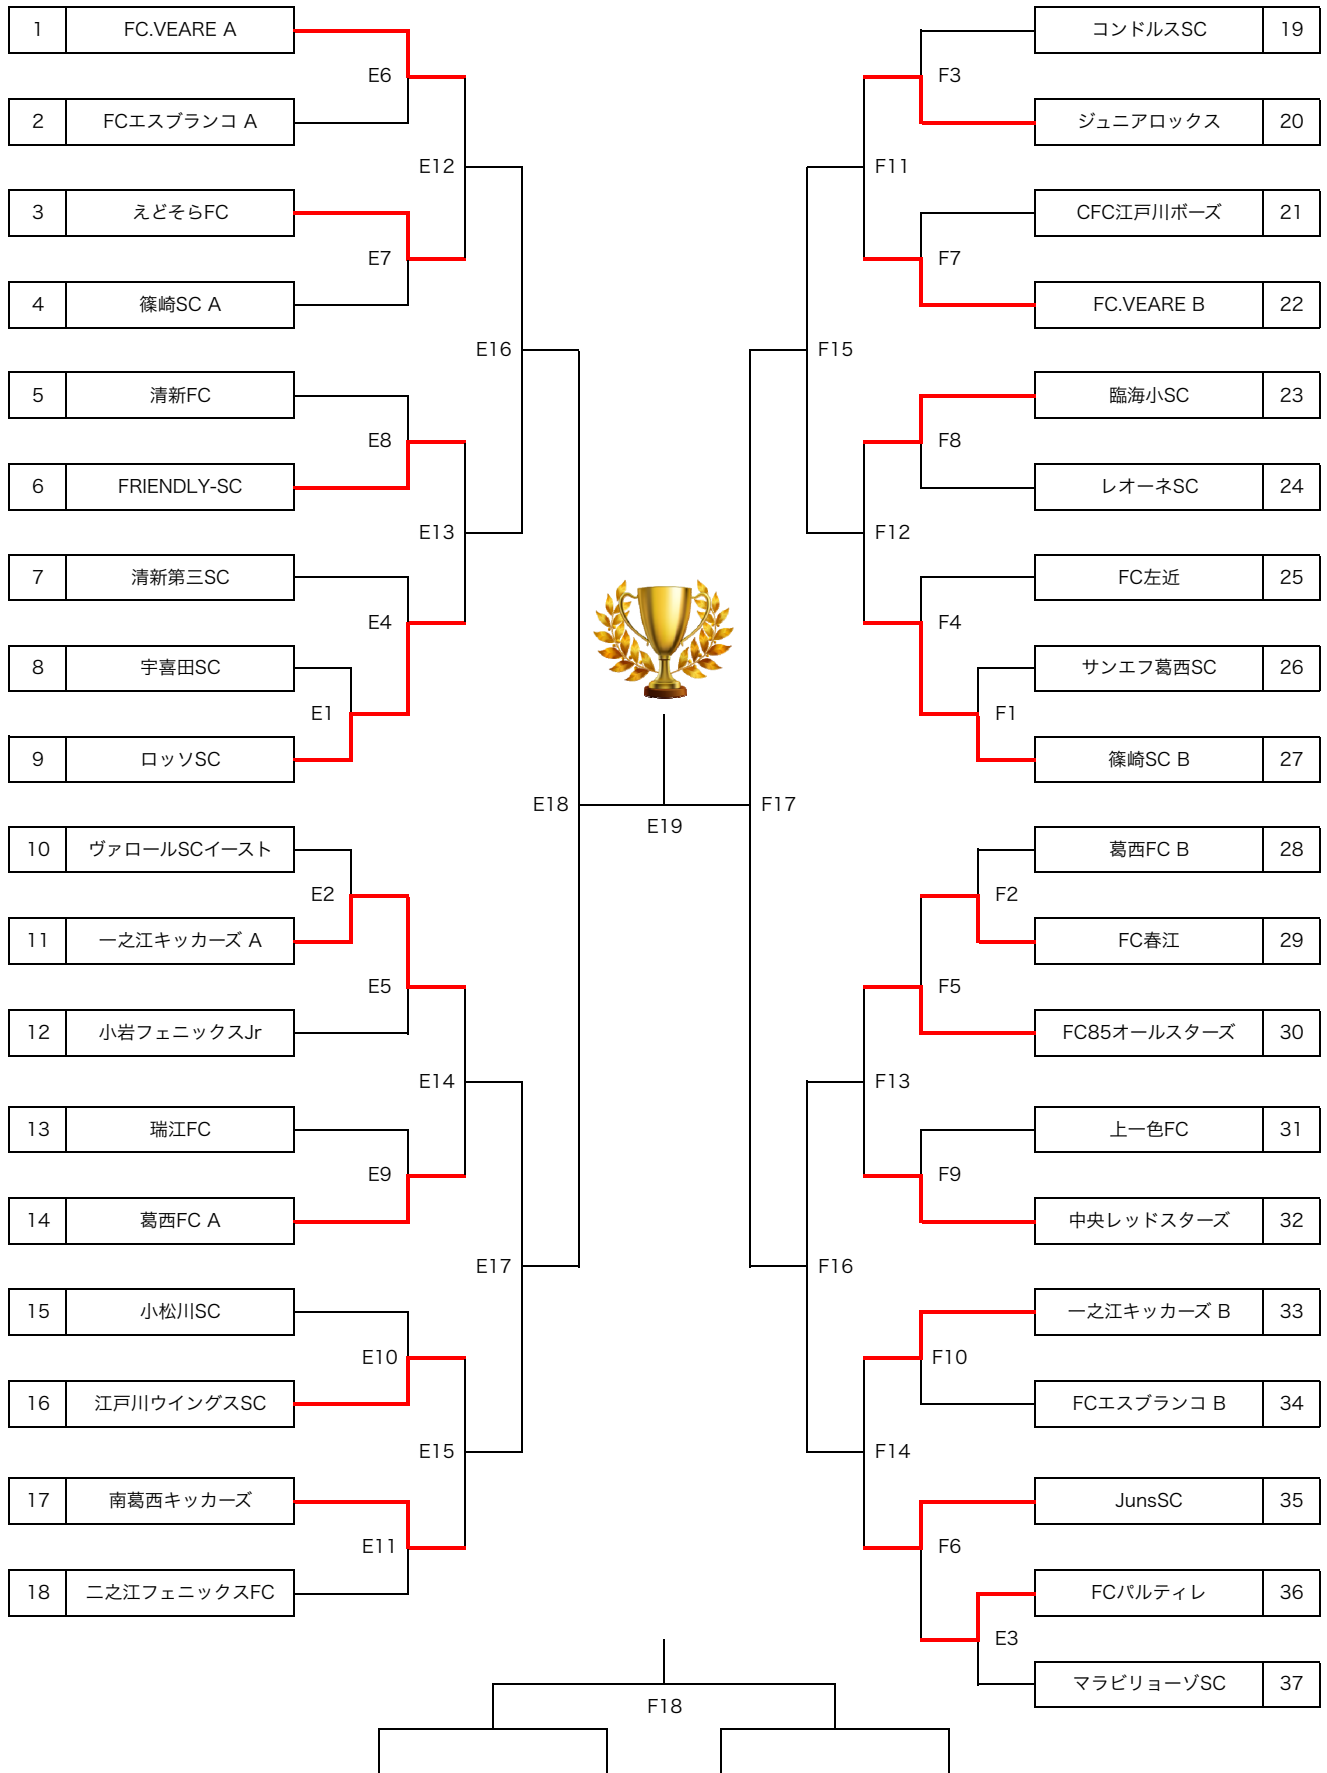 1 FC.VEARE A
E6
2 FCエスブランコ A
E12
3 えどそらFC
E7
4 篠崎SC A
E16
5 清新FC
E8
6 FRIENDLY-SC
E13
7 清新第三SC
E4
8 宇喜田SC
E1
9 ロッソSC
E18
10 ヴァロールSCイースト
E2
11 一之江キッカーズ A
E5
12 小岩フェニックスJr
E14
13 瑞江FC
E9
14 葛西FC A
E17
15 小松川SC
E10
16 江戸川ウイングスSC
E15
17 南葛西キッカーズ
E11
18 二之江フェニックスFC
E19
コンドルスSC 19
F3
ジュニアロックス 20
F11
CFC江戸川ボーズ 21
F7
FC.VEARE B 22
F15
臨海小SC 23
F8
レオーネSC 24
F12
FC左近 25
F4
サンエフ葛西SC 26
F1
篠崎SC B 27
F17
葛西FC B 28
F2
FC春江 29
F5
FC85オールスターズ 30
F13
上一色FC 31
F9
中央レッドスターズ 32
F16
一之江キッカーズ B 33
F10
FCエスブランコ B 34
F14
JunsSC 35
F6
FCパルティレ 36
E3
マラビリョーゾSC 37
F18